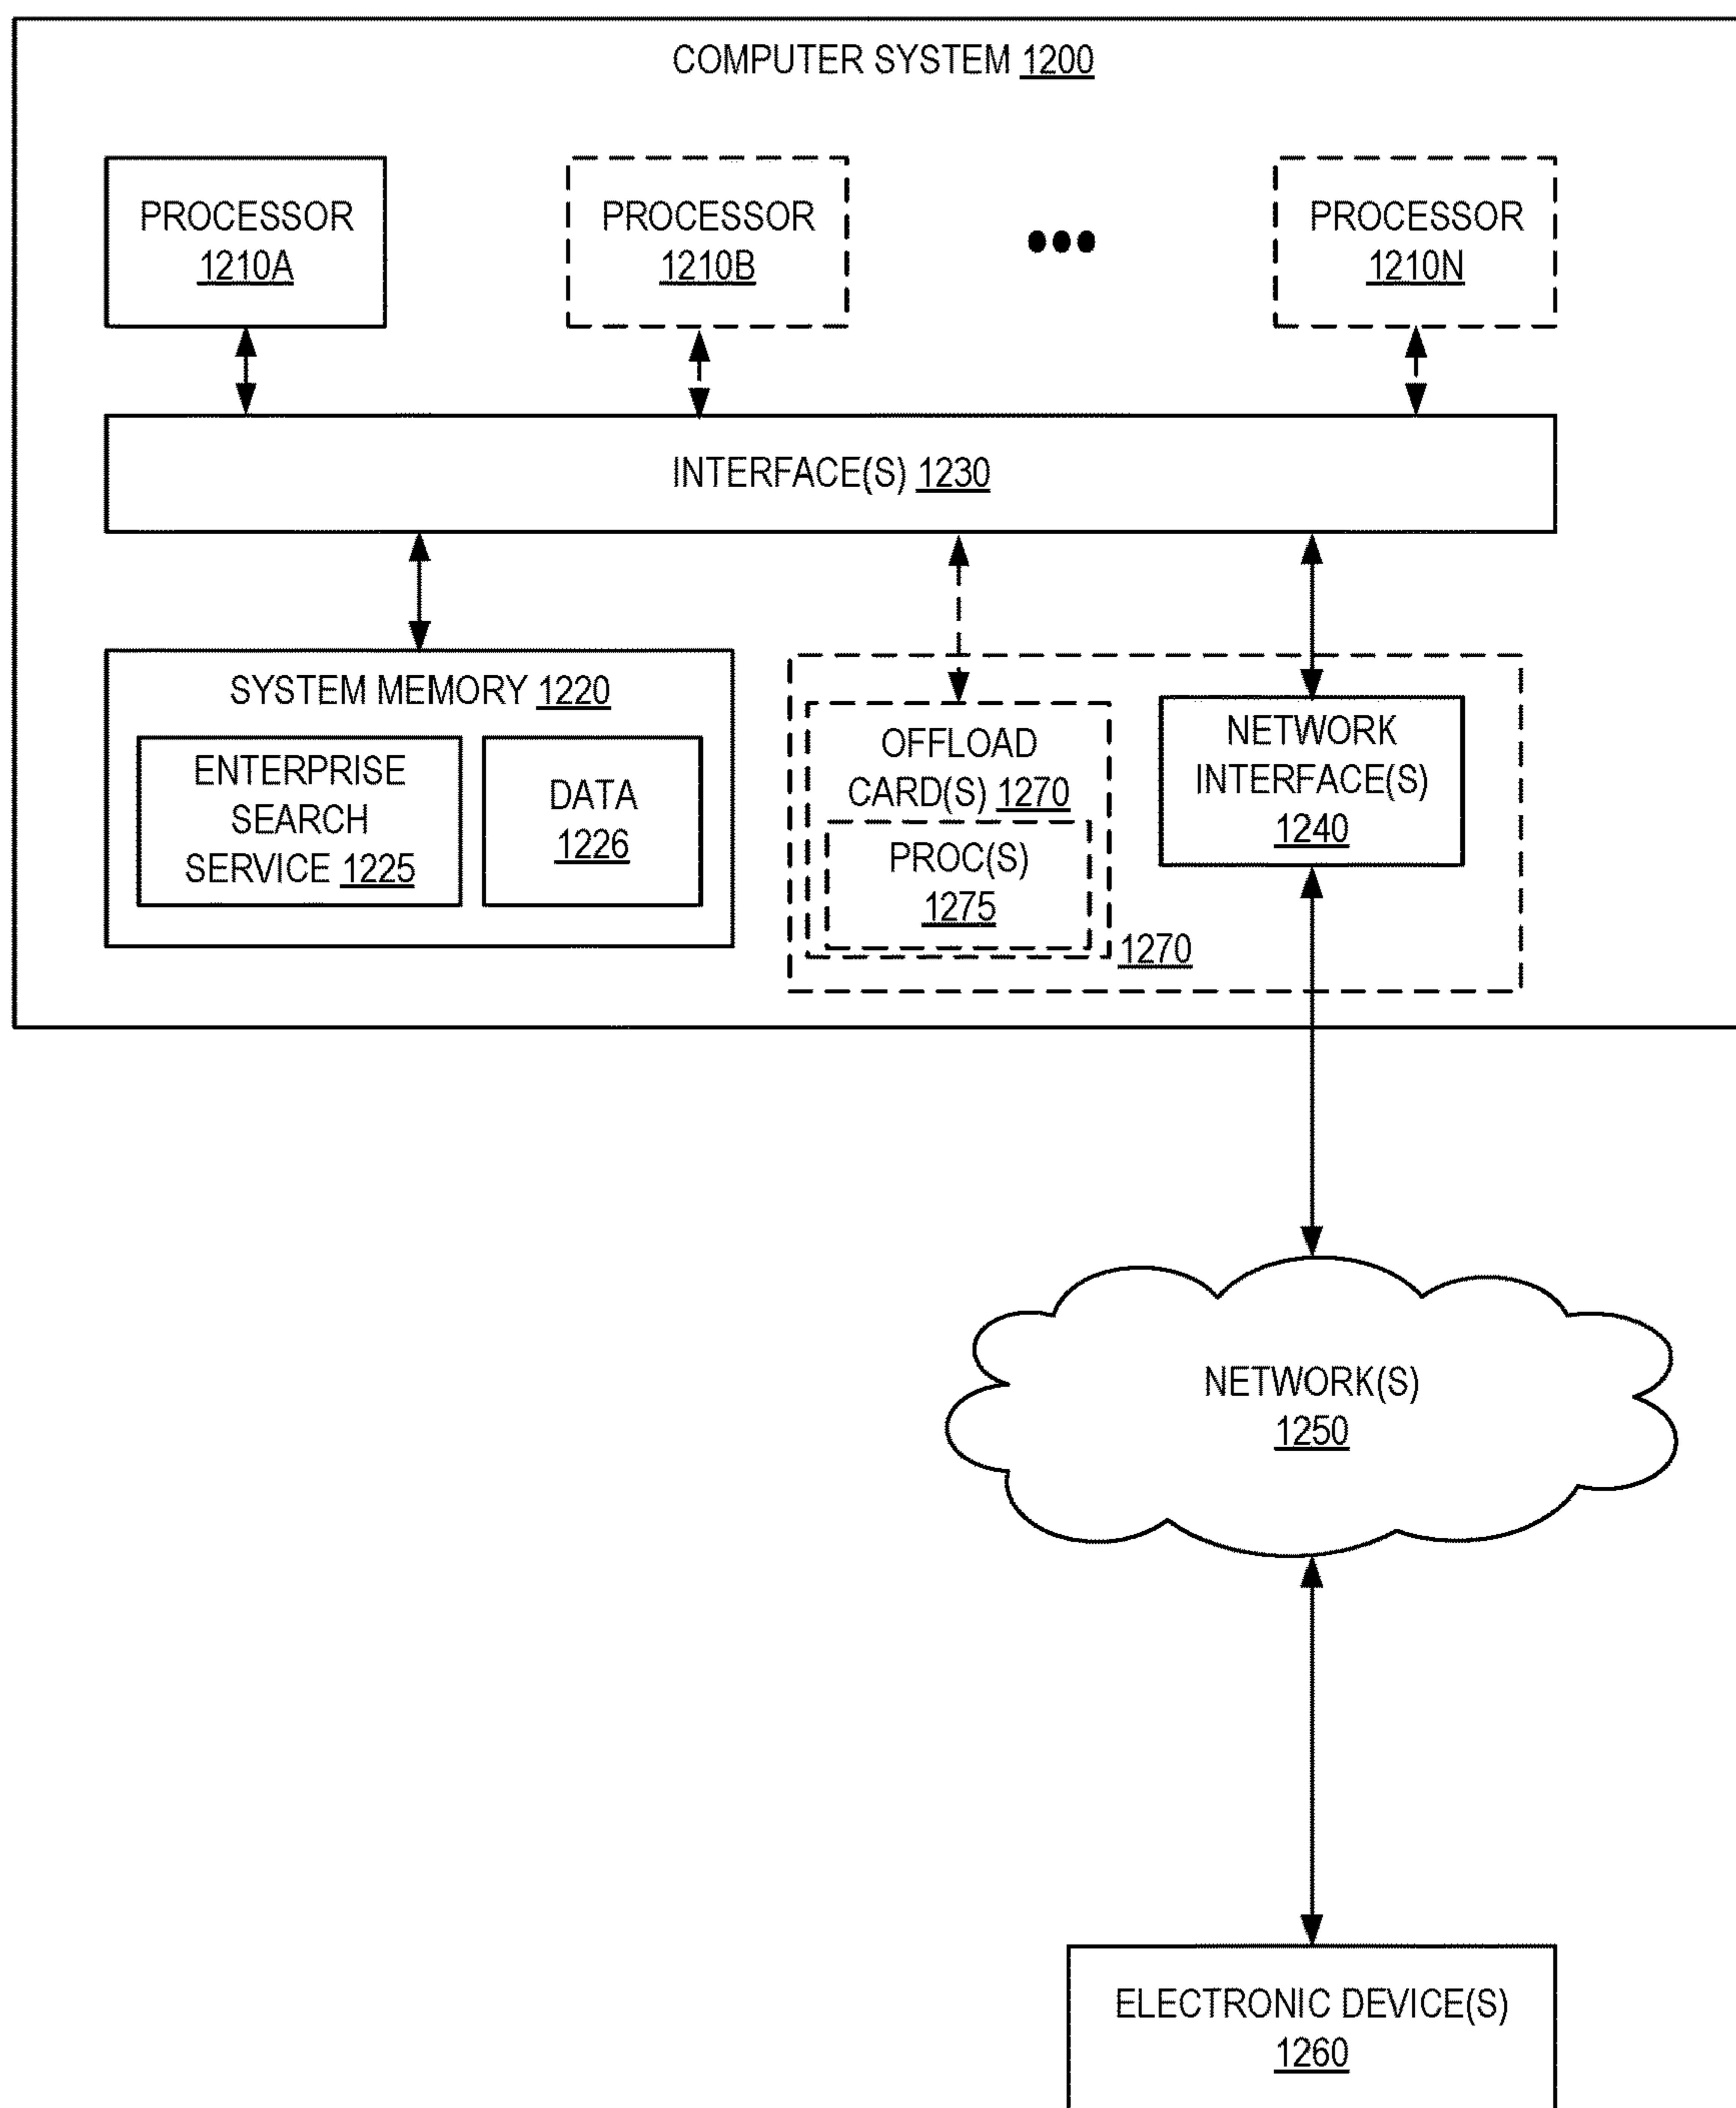 COMPUTER SYSTEM 1200
PROCESSOR
1210A
PROCESSOR
1210B
PROCESSOR
1210N
INTERFACE(S) 1230
SYSTEM MEMORY 1220
ENTERPRISE
SEARCH
SERVICE 1225
DATA
1226
OFFLOAD
CARD(S) 1270
PROC(S)
1275
1270
NETWORK
INTERFACE(S)
1240
NETWORK(S)
1250
ELECTRONIC DEVICE(S)
1260